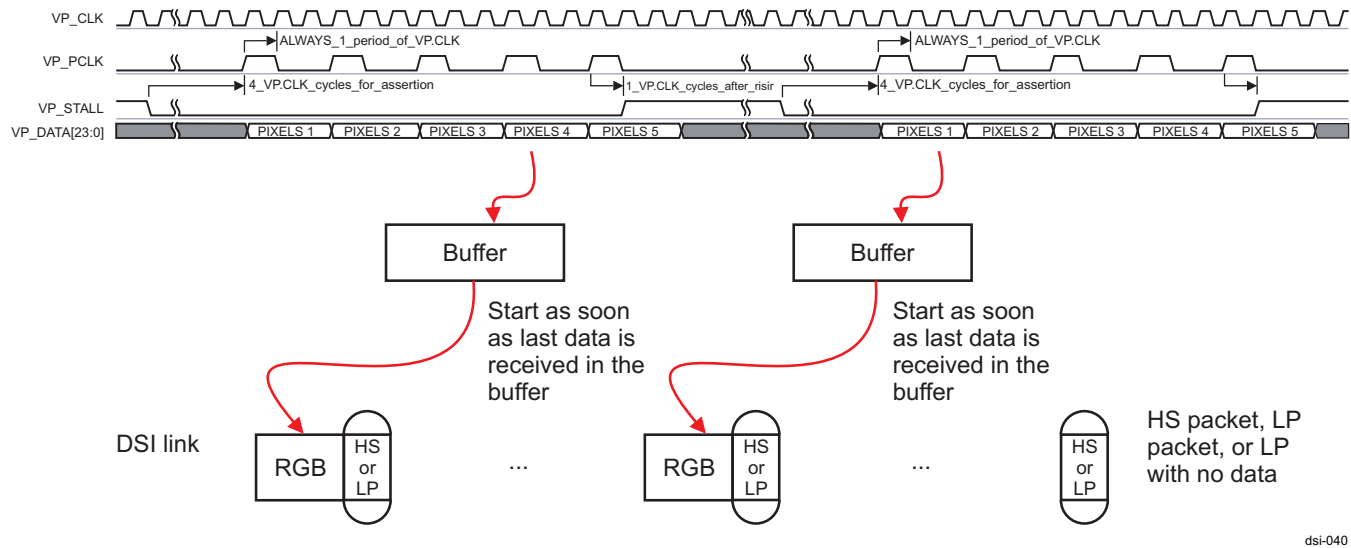 VP_CLK
ALWAYS_1_period_of_VP.CLK
ALWAYS_1_period_of_VP.CLK
VP_PCLK
4_VP.CLK_cycles_for_assertion
1_VP.CLK_cycles_after_risir
4_VP.CLK_cycles_for_assertion
VP_STALL
VP_DATA[23:0]
PIXELS 1
PIXELS 2
PIXELS 3
PIXELS 4
PIXELS 5
PIXELS 1
PIXELS 2
PIXELS 3
PIXELS 4
PIXELS 5
Buffer
Buffer
Start as soon
as last data is
received in the
buffer
Start as soon
as last data is
received in the
buffer
DSI link
RGB
HS
or
LP
...
RGB
HS
or
LP
...
HS
or
LP
HS packet, LP
packet, or LP
with no data
dsi-040